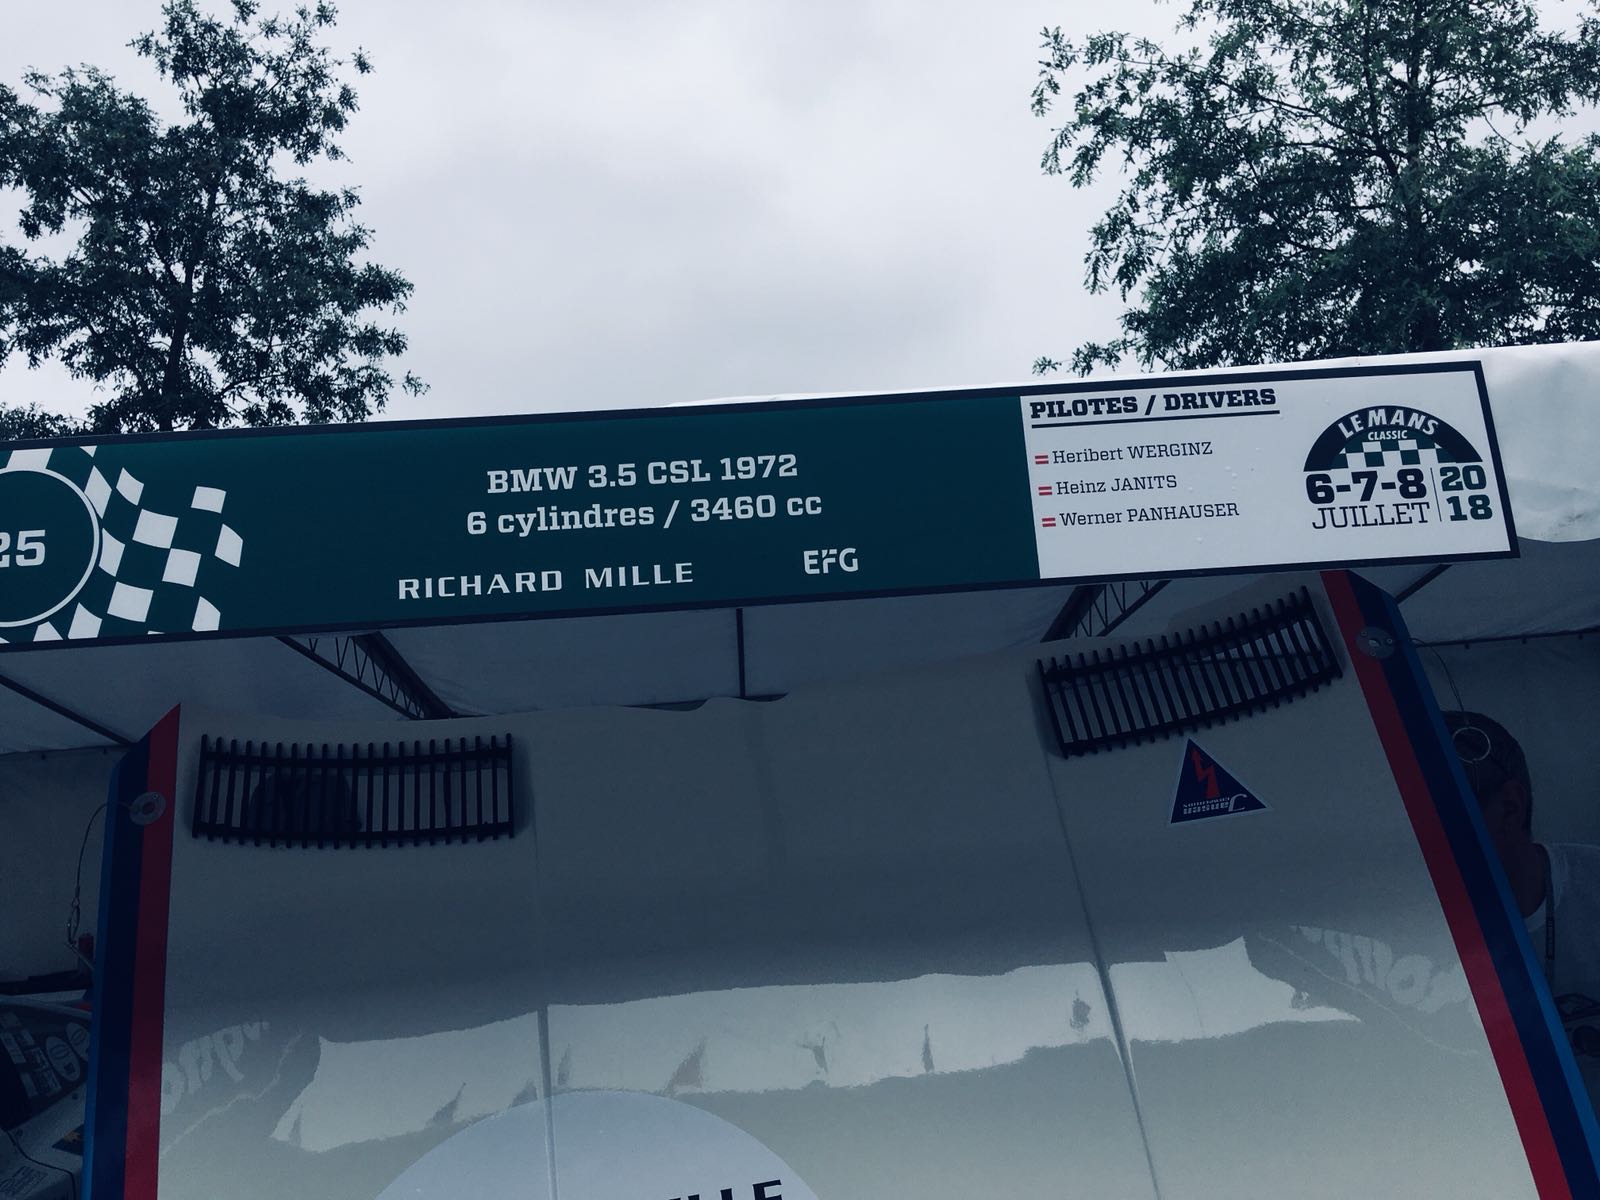 25
BMW 3.5 CSL 1972
6 cylindres / 3460 cc
RICHARD MILLE EFG
PILOTES / DRIVERS
Heribert WERGINZ
Heinz JANITS
Werner PANHAUSER
LE MANS
CLASSIC
6-7-8
JUILLET
20
18
Jansen